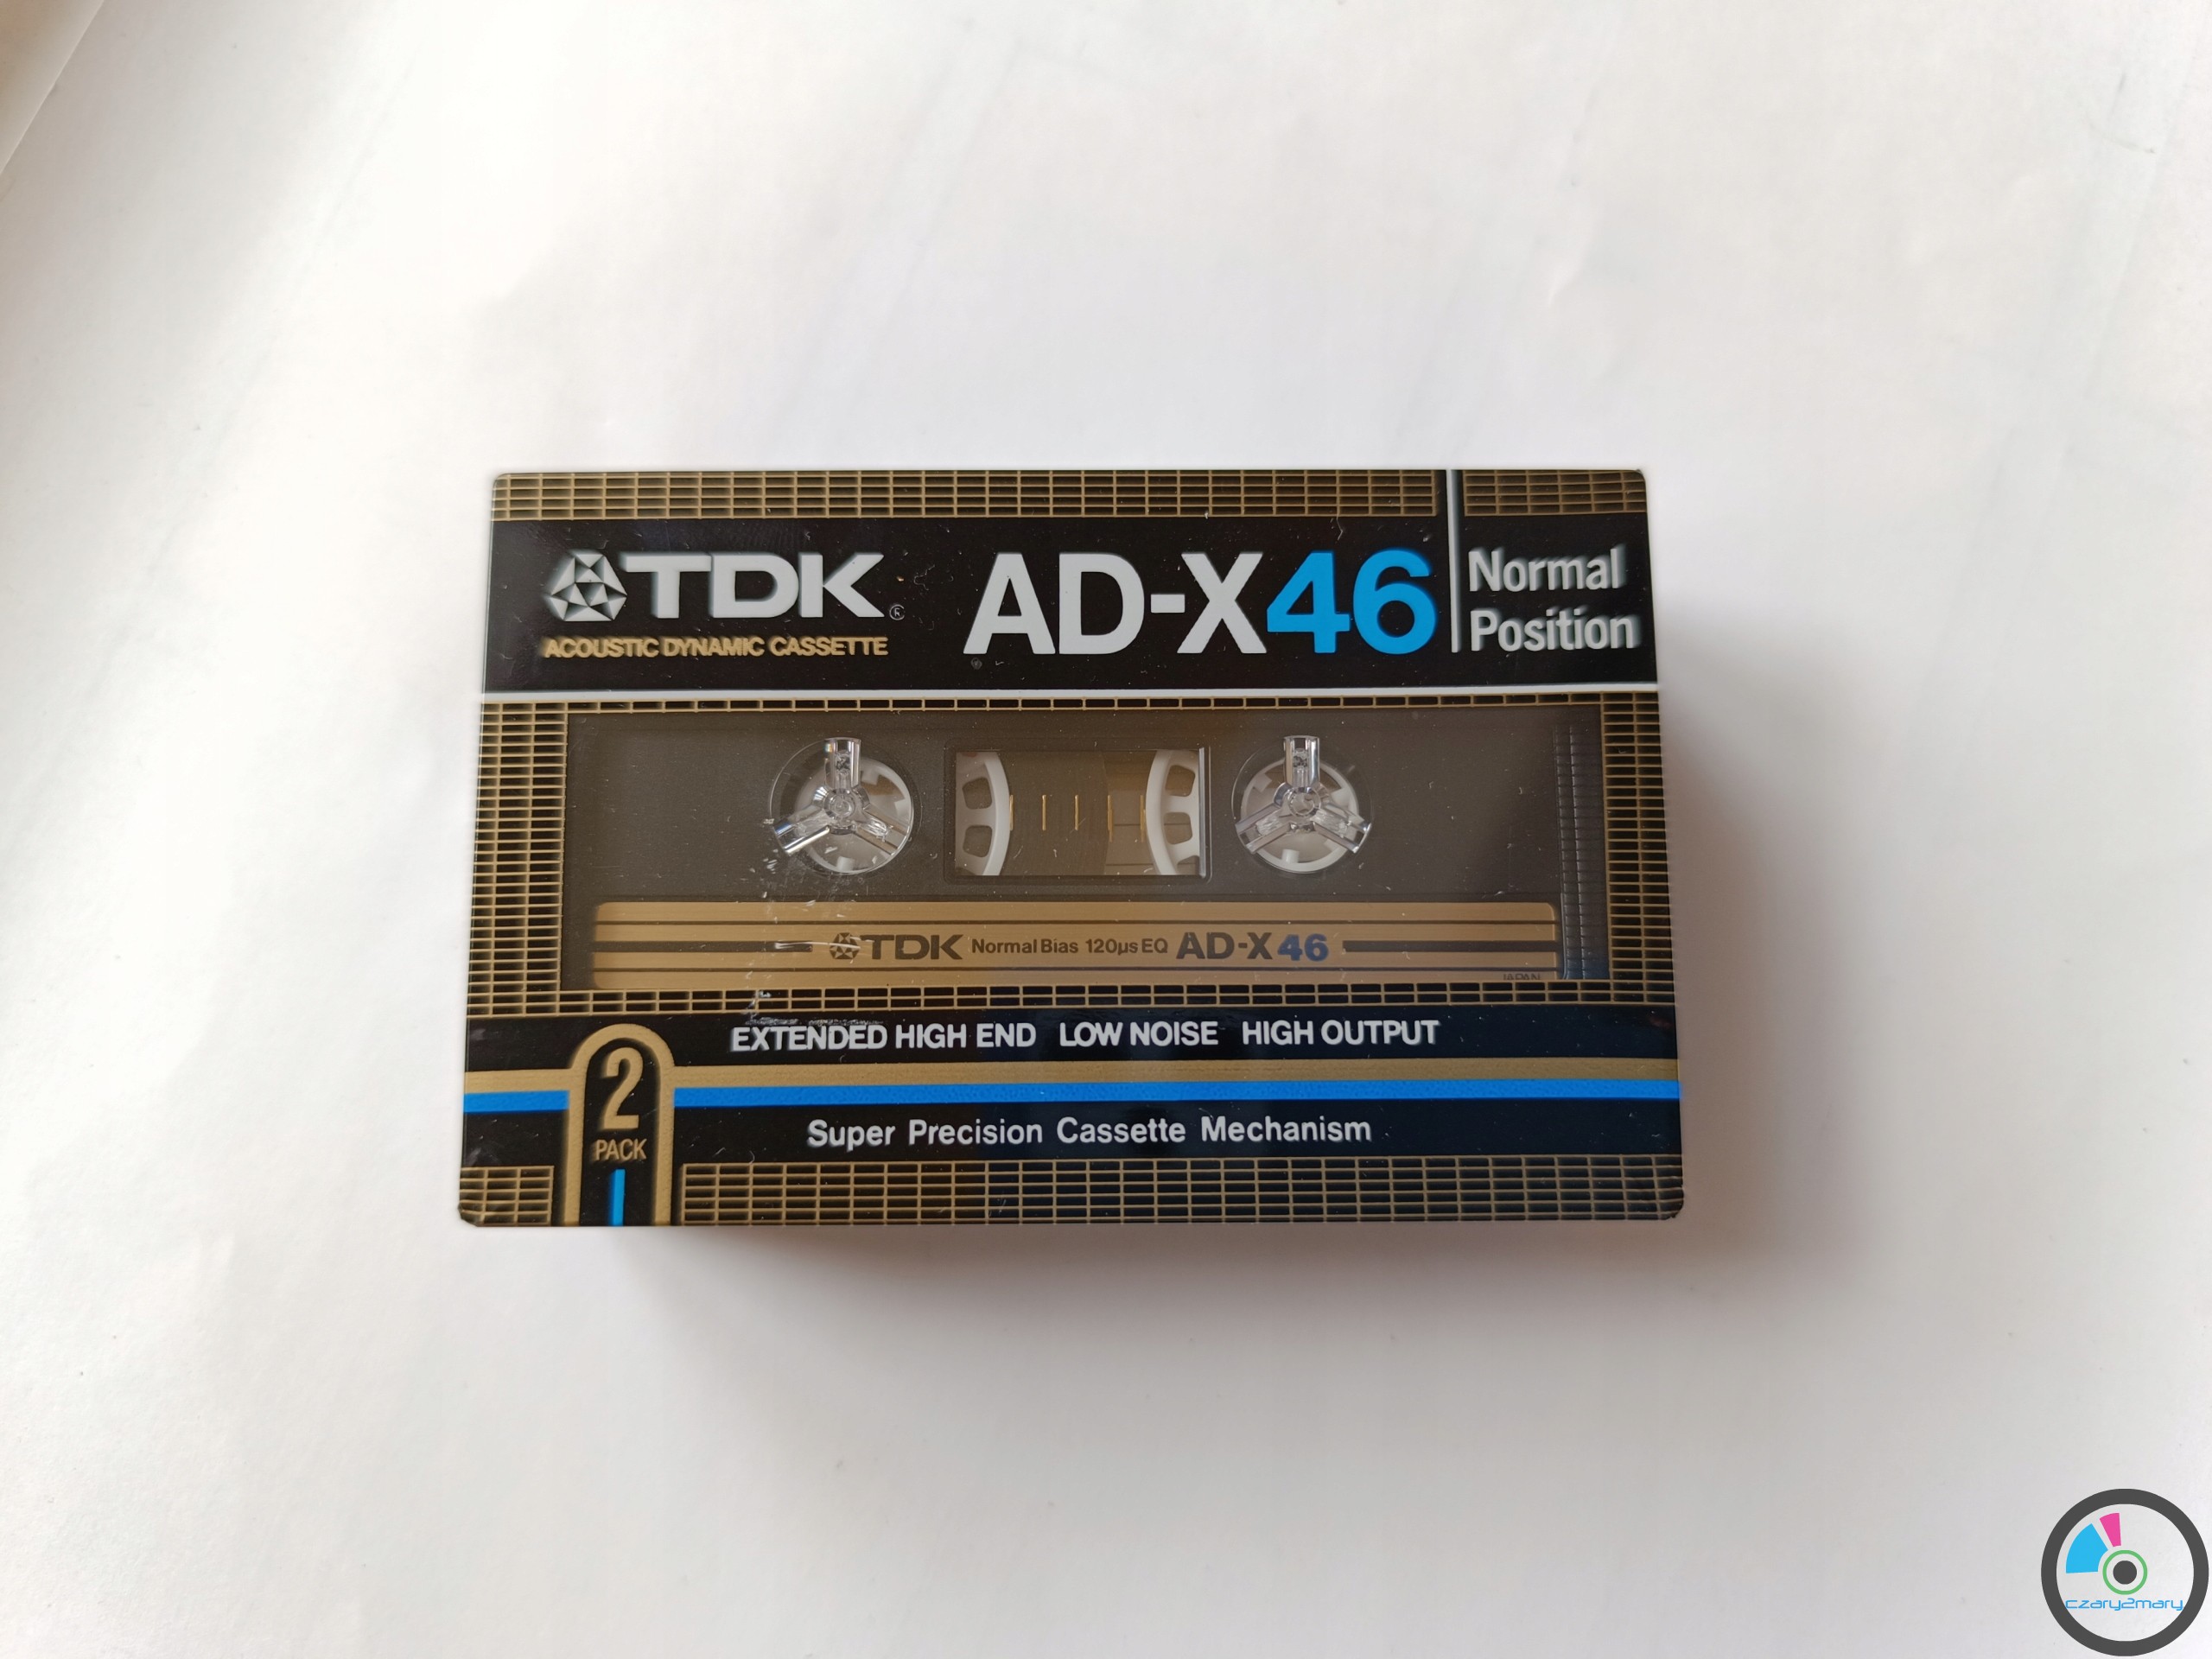 TDK®
ACOUSTIC DYNAMIC CASSETTE
AD-X46
Normal
Position
TDK Normal Bias 120µs EQ AD-X 46
JAPAN
EXTENDED HIGH END LOW NOISE HIGH OUTPUT
2
PACK
Super Precision Cassette Mechanism
czary2mary